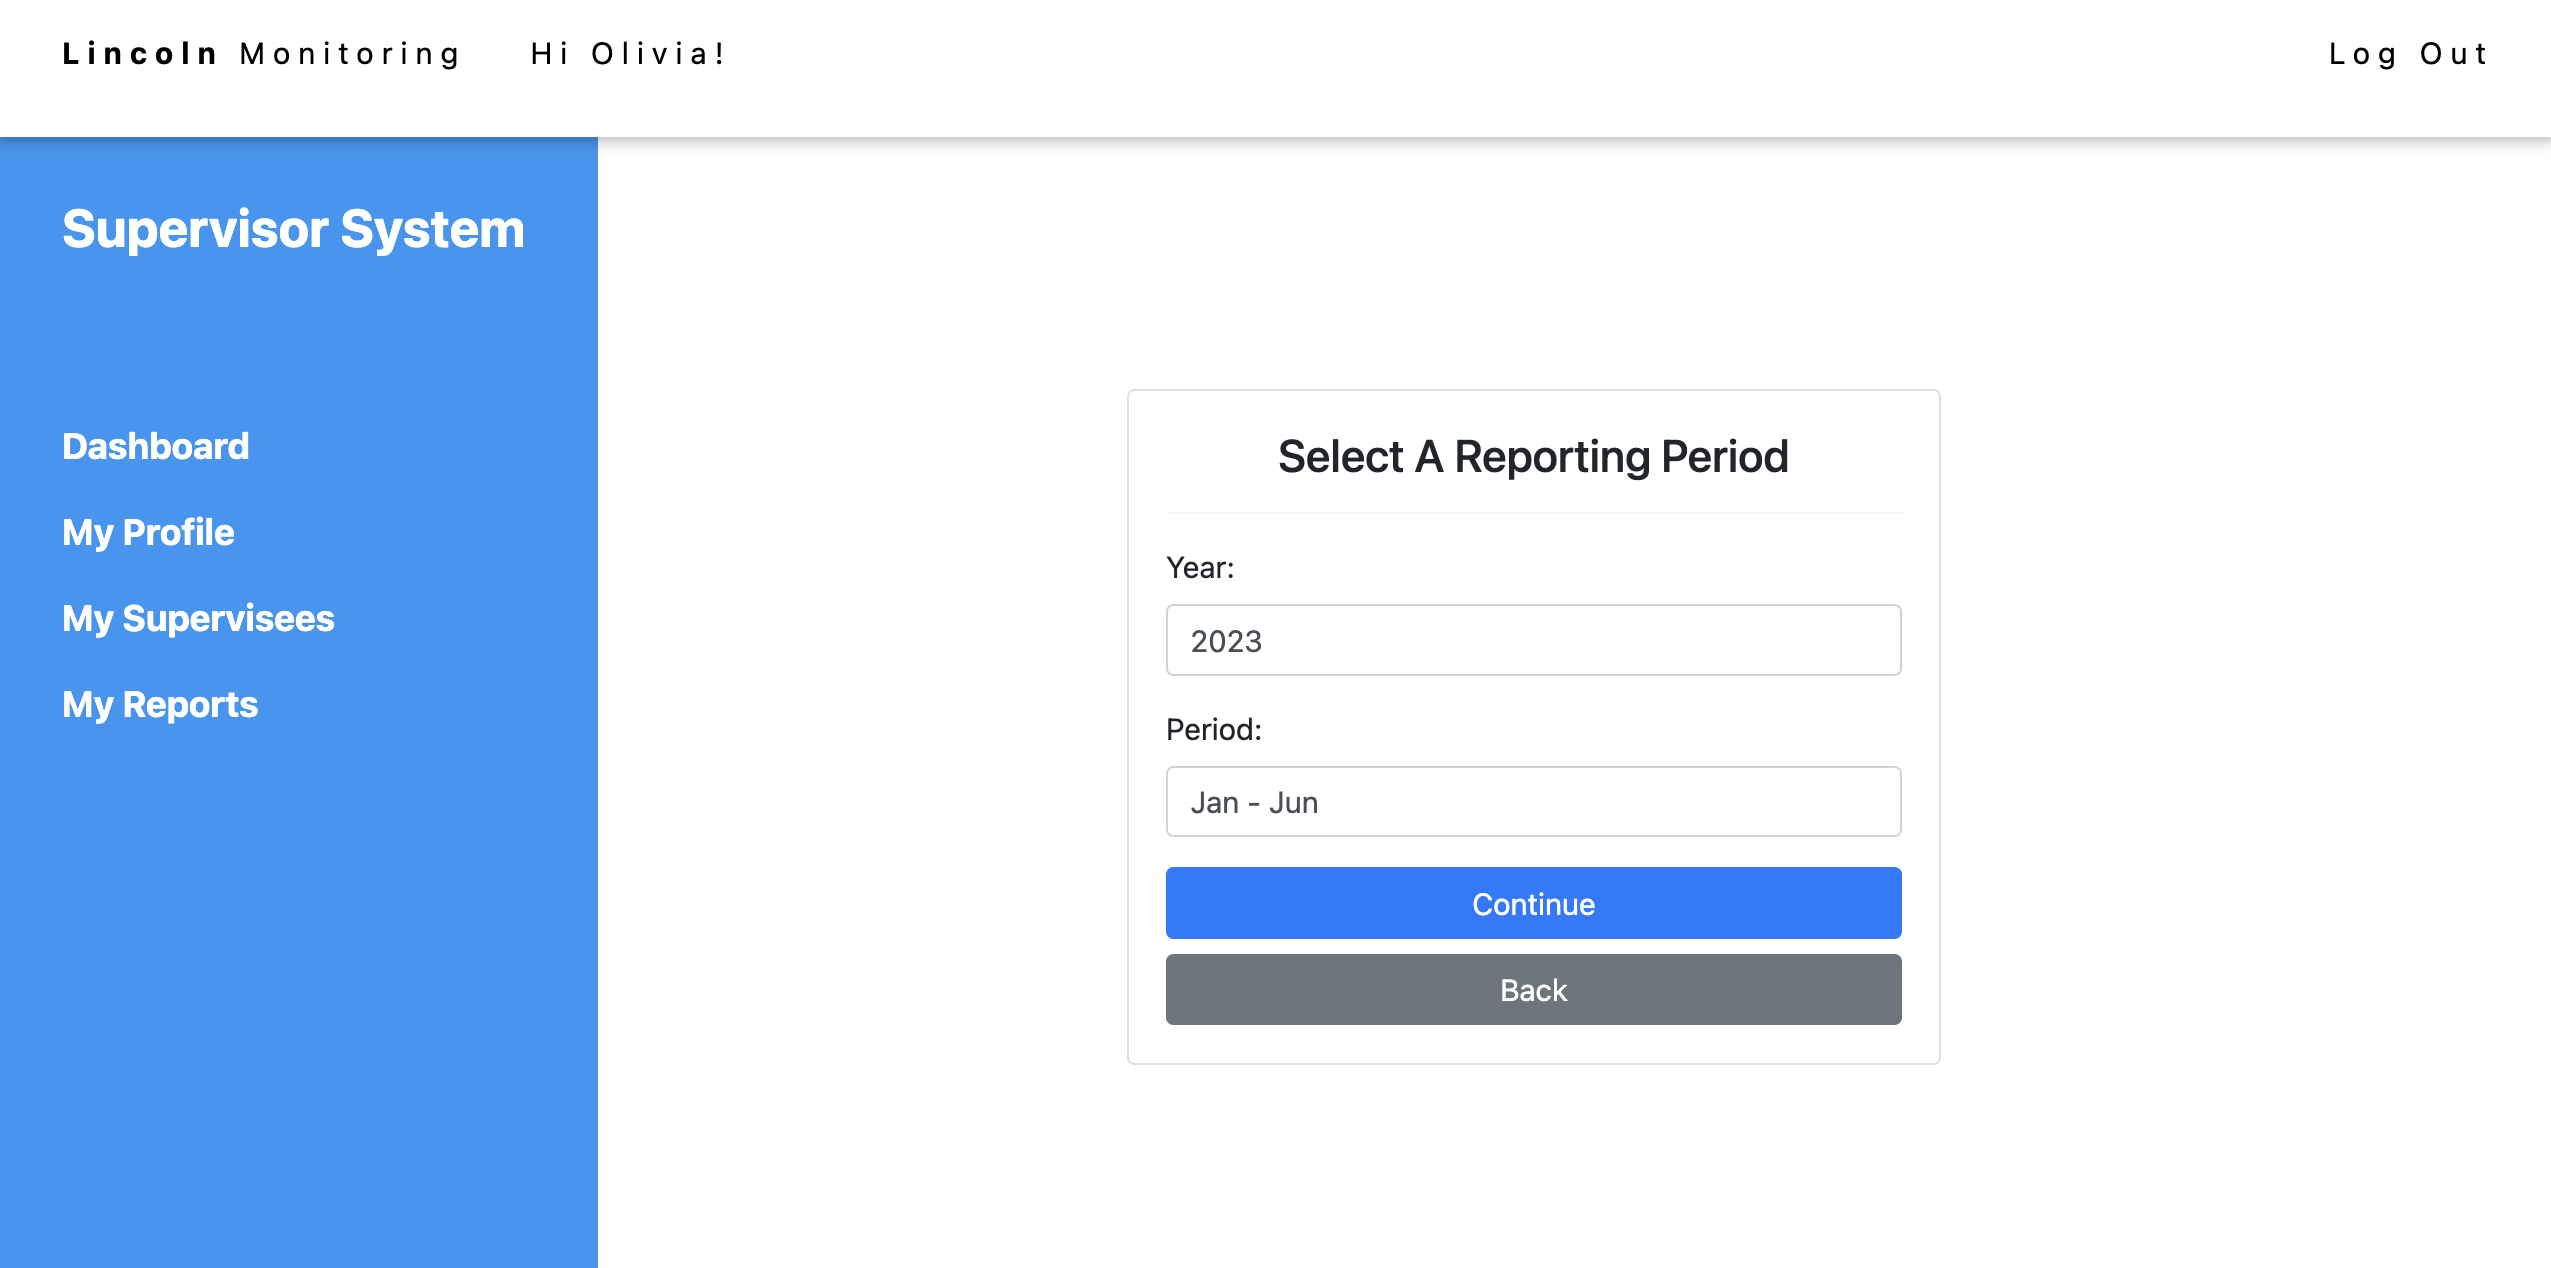 Lincoln Monitoring Hi Olivia! Log Out
Supervisor System
Dashboard
My Profile
My Supervisees
My Reports
Select A Reporting Period
Year:
2023
Period:
Jan - Jun
Continue
Back